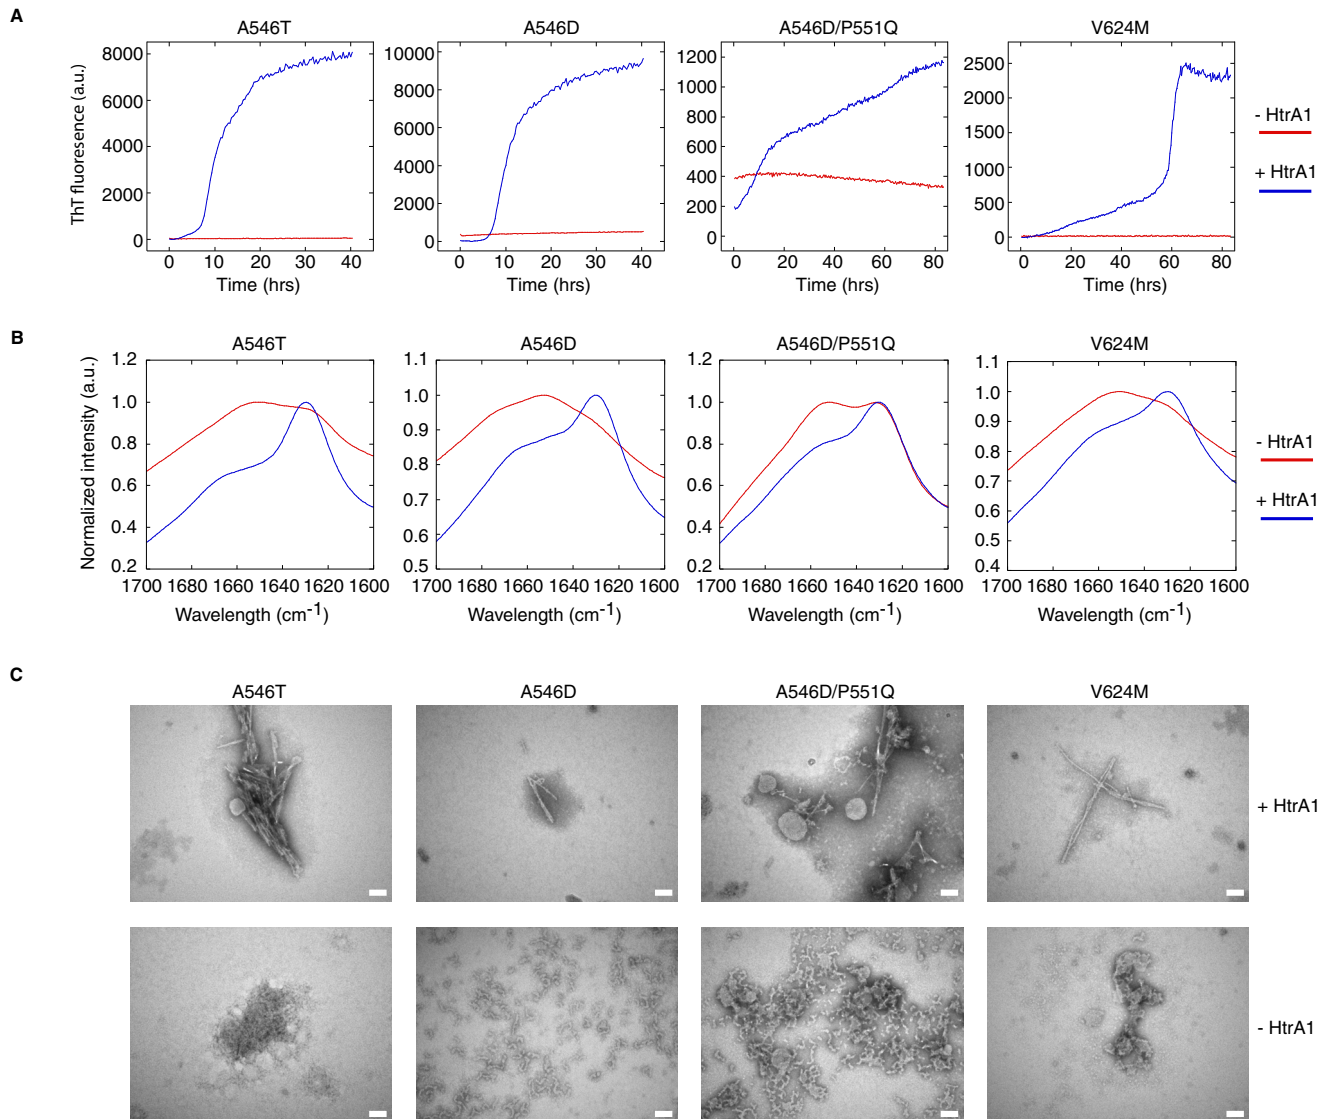 A
A546T
A546D
A546D/P551Q
V624M
ThT fluoresence (a.u.)
8000
6000
4000
2000
0
0 10 20 30 40
Time (hrs)
10000
8000
6000
4000
2000
0
0 10 20 30 40
Time (hrs)
1200
1000
800
600
400
200
0
0 20 40 60 80
Time (hrs)
2500
2000
1500
1000
500
0
0 20 40 60 80
Time (hrs)
- HtrA1
+ HtrA1
B
A546T
A546D
A546D/P551Q
V624M
Normalized intensity (a.u.)
1.2
1.0
0.8
0.6
0.4
0.2
1700 1680 1660 1640 1620 1600
Wavelength (cm-1)
1.1
1.0
0.9
0.8
0.7
0.6
0.5
1700 1680 1660 1640 1620 1600
Wavelength (cm-1)
1.2
1.0
0.8
0.6
0.4
0.2
1700 1680 1660 1640 1620 1600
Wavelength (cm-1)
1.1
1.0
0.9
0.8
0.7
0.6
0.5
0.4
1700 1680 1660 1640 1620 1600
Wavelength (cm-1)
- HtrA1
+ HtrA1
C
A546T
A546D
A546D/P551Q
V624M
+ HtrA1
- HtrA1